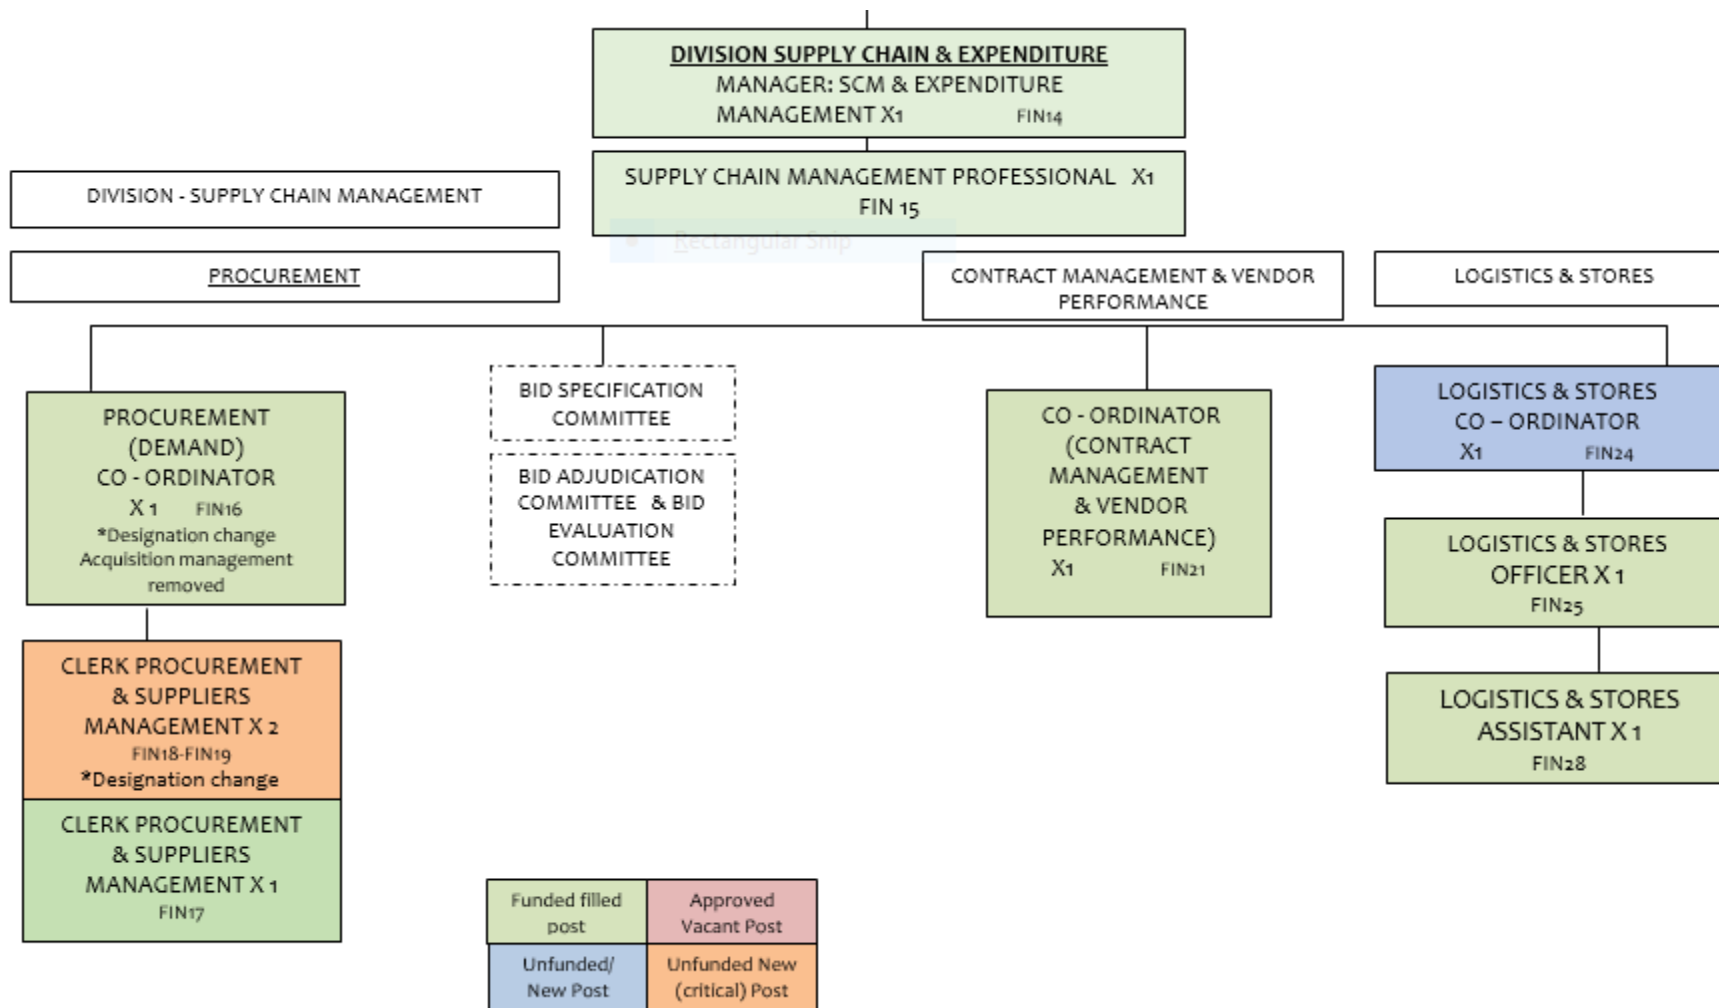 DIVISION SUPPLY CHAIN & EXPENDITURE
MANAGER: SCM & EXPENDITURE
MANAGEMENT X1 FIN14
SUPPLY CHAIN MANAGEMENT PROFESSIONAL X1
FIN 15
Rectangular Snip
DIVISION - SUPPLY CHAIN MANAGEMENT
PROCUREMENT
CONTRACT MANAGEMENT & VENDOR
PERFORMANCE
LOGISTICS & STORES
PROCUREMENT
(DEMAND)
CO - ORDINATOR
X 1 FIN16
*Designation change
Acquisition management
removed
CLERK PROCUREMENT
& SUPPLIERS
MANAGEMENT X 2
FIN18-FIN19
*Designation change
CLERK PROCUREMENT
& SUPPLIERS
MANAGEMENT X 1
FIN17
BID SPECIFICATION
COMMITTEE
BID ADJUDICATION
COMMITTEE & BID
EVALUATION
COMMITTEE
CO - ORDINATOR
(CONTRACT
MANAGEMENT
& VENDOR
PERFORMANCE)
X1 FIN21
LOGISTICS & STORES
CO – ORDINATOR
X1 FIN24
LOGISTICS & STORES
OFFICER X 1
FIN25
LOGISTICS & STORES
ASSISTANT X 1
FIN28
Funded filled
post
Approved
Vacant Post
Unfunded/
New Post
Unfunded New
(critical) Post